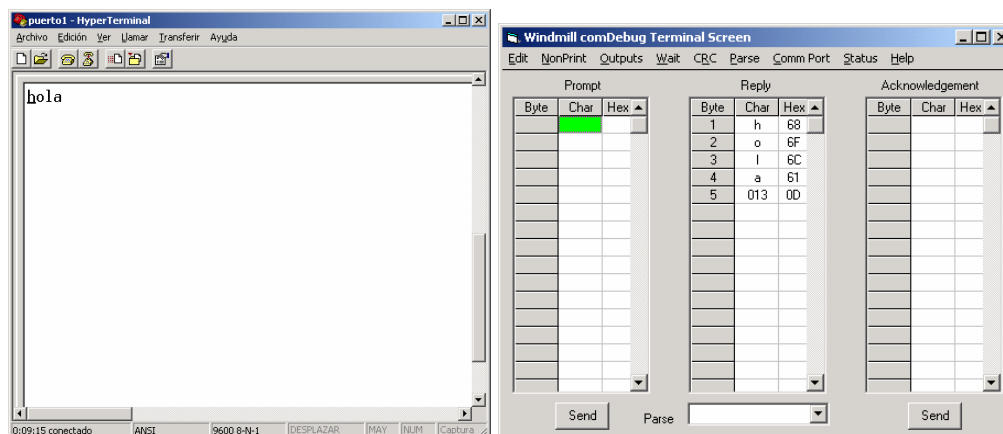 puerto1 - HyperTerminal
Archivo Edición Ver Llamar Transferir Ayuda
hola
0:09:15 conectado ANSI 9600 8-N-1 DESPLAZAR MAY NUM Captura
Windmill comDebug Terminal Screen
Edit NonPrint Outputs Wait CRC Parse Comm Port Status Help
Prompt Reply Acknowledgement
Byte Char Hex Byte Char Hex Byte Char Hex
1 h 68
2 o 6F
3 l 6C
4 a 61
5 013 0D
Send Parse Send